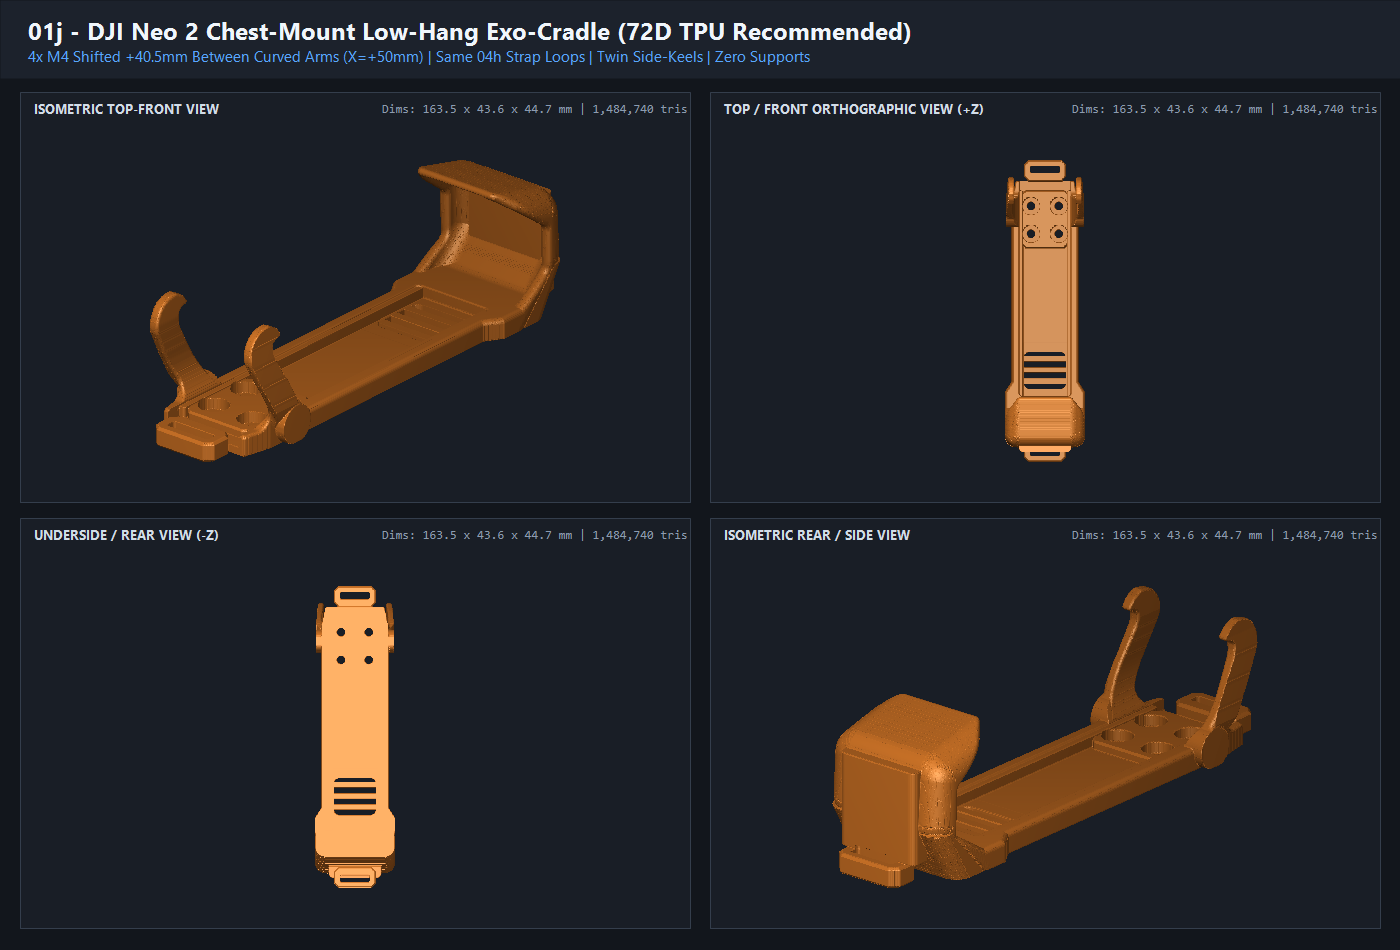 01j - DJI Neo 2 Chest-Mount Low-Hang Exo-Cradle (72D TPU Recommended)
4x M4 Shifted +40.5mm Between Curved Arms (X=+50mm) | Same 04h Strap Loops | Twin Side-Keels | Zero Supports
ISOMETRIC TOP-FRONT VIEW
Dims: 163.5 x 43.6 x 44.7 mm | 1,484,740 tris
TOP / FRONT ORTHOGRAPHIC VIEW (+Z)
Dims: 163.5 x 43.6 x 44.7 mm | 1,484,740 tris
UNDERSIDE / REAR VIEW (-Z)
Dims: 163.5 x 43.6 x 44.7 mm | 1,484,740 tris
ISOMETRIC REAR / SIDE VIEW
Dims: 163.5 x 43.6 x 44.7 mm | 1,484,740 tris